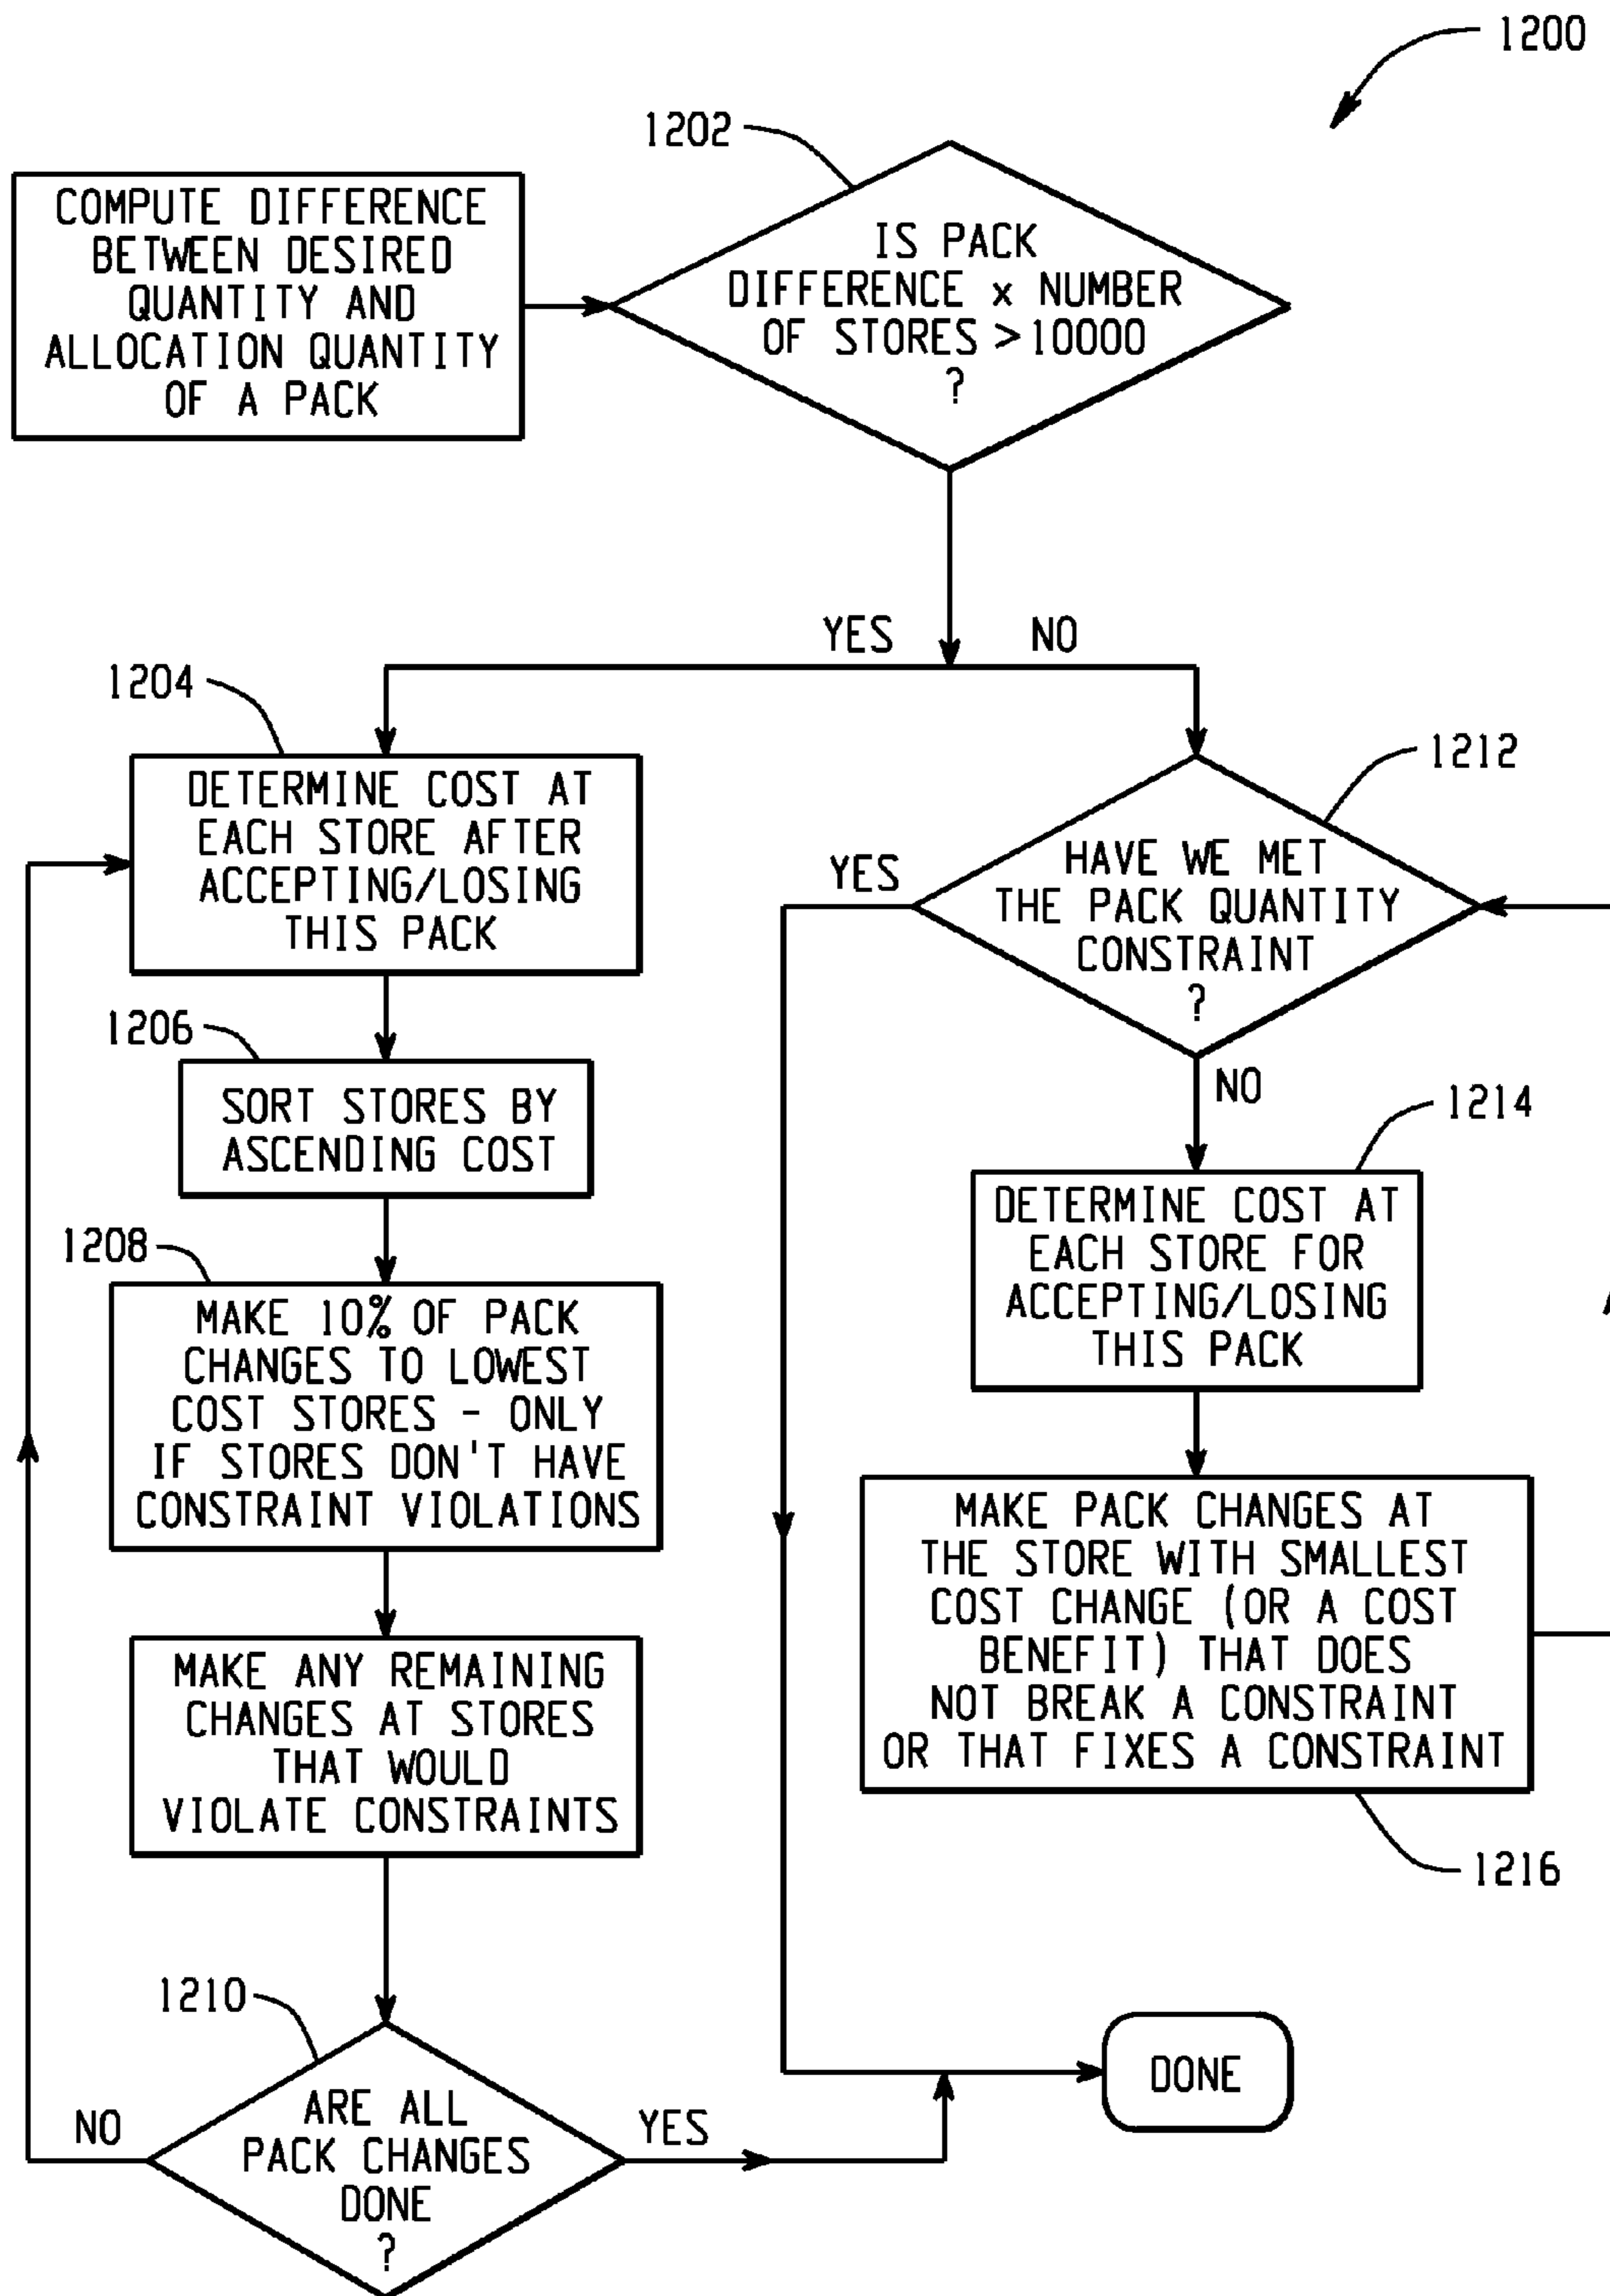 1200
1202
COMPUTE DIFFERENCE
BETWEEN DESIRED
QUANTITY AND
ALLOCATION QUANTITY
OF A PACK
IS PACK
DIFFERENCE x NUMBER
OF STORES >10000
?
YES
NO
1204
DETERMINE COST AT
EACH STORE AFTER
ACCEPTING/LOSING
THIS PACK
1206
SORT STORES BY
ASCENDING COST
1208
MAKE 10% OF PACK
CHANGES TO LOWEST
COST STORES - ONLY
IF STORES DON'T HAVE
CONSTRAINT VIOLATIONS
MAKE ANY REMAINING
CHANGES AT STORES
THAT WOULD
VIOLATE CONSTRAINTS
1210
ARE ALL
PACK CHANGES
DONE
?
NO
YES
1212
HAVE WE MET
THE PACK QUANTITY
CONSTRAINT
?
YES
NO
1214
DETERMINE COST AT
EACH STORE FOR
ACCEPTING/LOSING
THIS PACK
MAKE PACK CHANGES AT
THE STORE WITH SMALLEST
COST CHANGE (OR A COST
BENEFIT) THAT DOES
NOT BREAK A CONSTRAINT
OR THAT FIXES A CONSTRAINT
1216
DONE